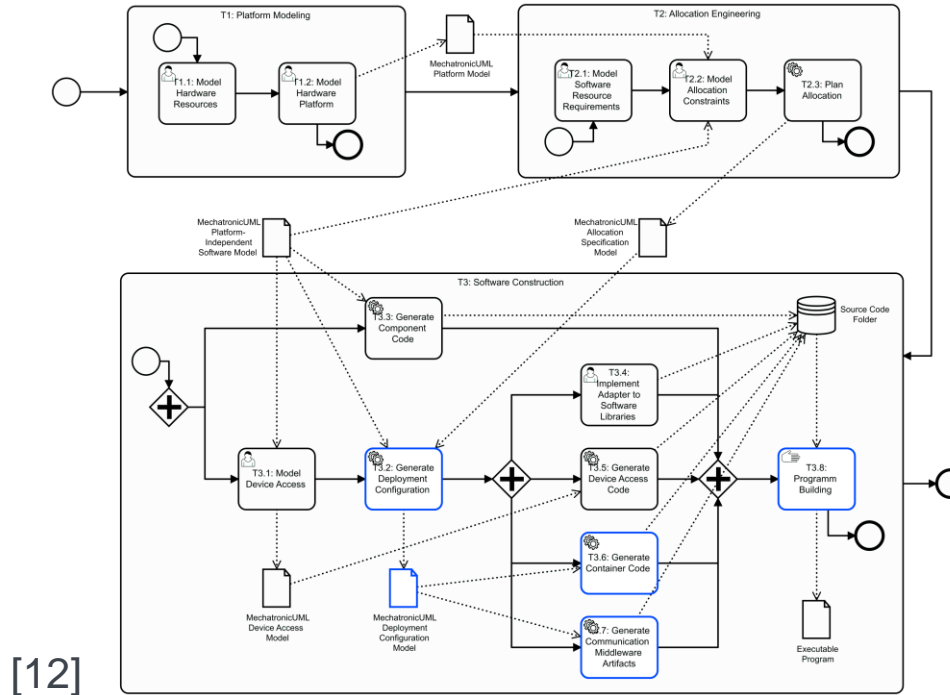 T1: Platform Modeling
T2: Allocation Engineering
T1.1: Model
Hardware
Resources
T1.2: Model
Hardware
Platform
MechatronicUML
Platform Model
T2.1: Model
Software
Resource
Requirements
T2.2: Model
Allocation
Constraints
T2.3: Plan
Allocation
MechatronicUML
Platform-
Independent
Software Model
MechatronicUML
Allocation
Specification
Model
T3: Software Construction
T3.3: Generate
Component
Code
Source Code
Folder
T3.4:
Implement
Adapter to
Software
Libraries
T3.1: Model
Device Access
T3.2: Generate
Deployment
Configuration
T3.5: Generate
Device Access
Code
T3.8:
Programm
Building
T3.6: Generate
Container Code
MechatronicUML
Device Access
Model
MechatronicUML
Deployment
Configuration
Model
3.7: Generate
Communication
Middleware
Artifacts
Executable
Program
[12]